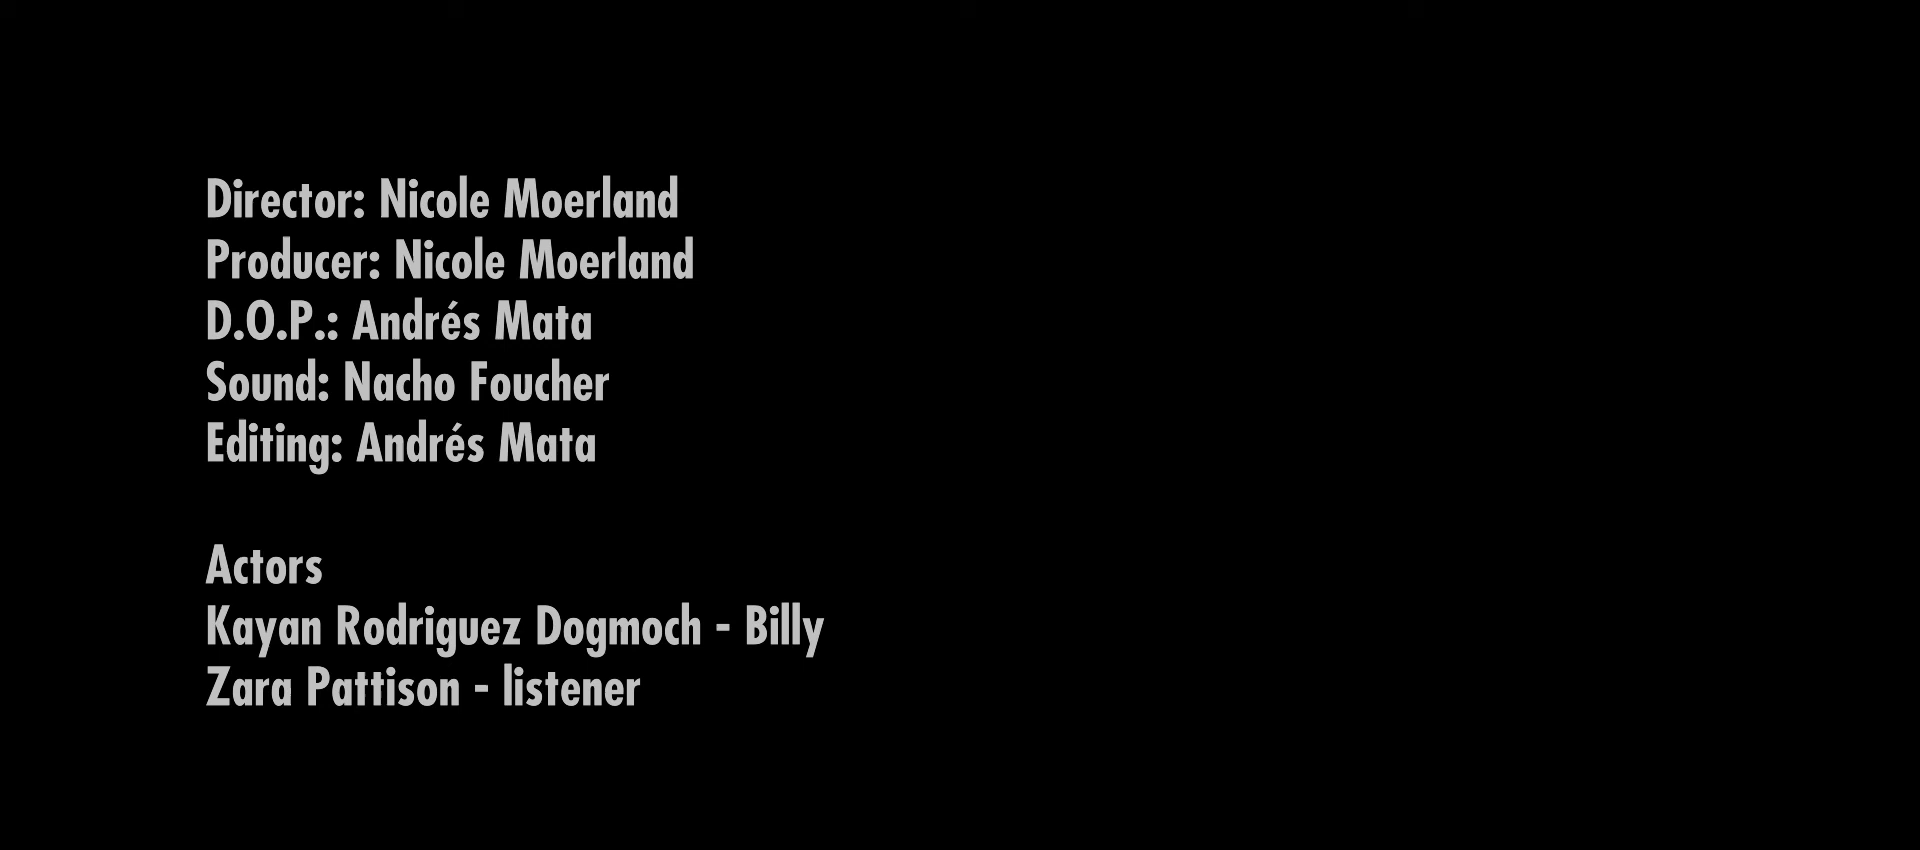 Director: Nicole Moerland
Producer: Nicole Moerland
D.O.P.: Andrés Mata
Sound: Nacho Foucher
Editing: Andrés Mata
Actors
Kayan Rodriguez Dogmoch - Billy
Zara Pattison - listener